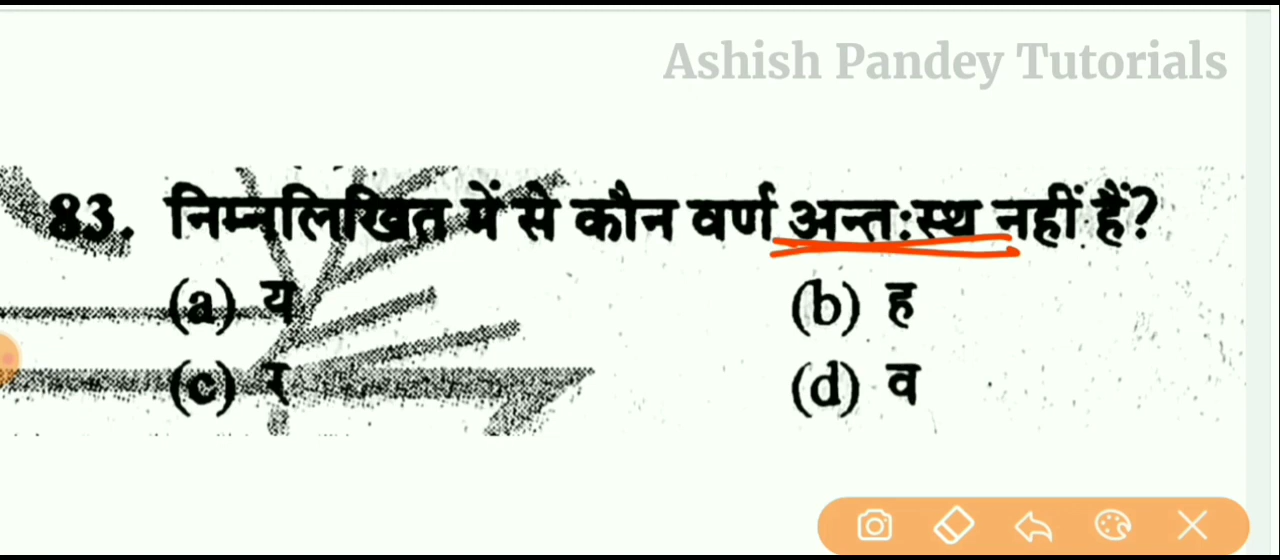 Ashish Pandey Tutorials
83. निम्नलिखित में से कौन वर्ण अन्तःस्थ नहीं हैं?
(a) य (b) ह
(c) र (d) व